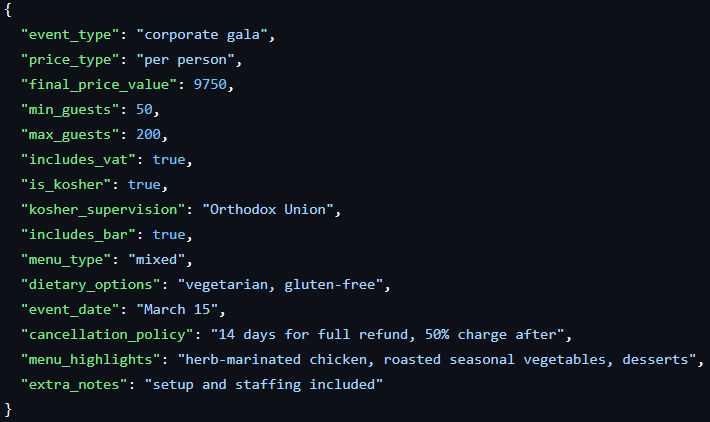 {
"event_type": "corporate gala",
"price_type": "per person",
"final_price_value": 9750,
"min_guests": 50,
"max_guests": 200,
"includes_vat": true,
"is_kosher": true,
"kosher_supervision": "Orthodox Union",
"includes_bar": true,
"menu_type": "mixed",
"dietary_options": "vegetarian, gluten-free",
"event_date": "March 15",
"cancellation_policy": "14 days for full refund, 50% charge after",
"menu_highlights": "herb-marinated chicken, roasted seasonal vegetables, desserts",
"extra_notes": "setup and staffing included"
}